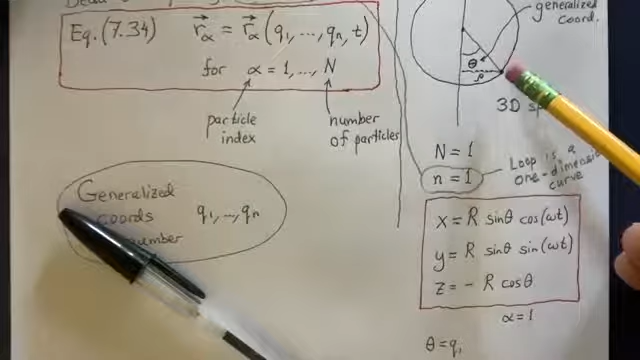 Eq. (7.34) r⃗α = r⃗α (q₁, ..., qₙ, t)
for α = 1, ..., N
particle index
number of particles
Generalized
coords q₁, ..., qₙ
number
generalized
coord.
θ
ρ
3D
N = 1
n = 1
Loop is a
one-dimensional
curve
x = R sinθ cos(ωt)
y = R sinθ sin(ωt)
z = - R cosθ
α = 1
θ = q₁